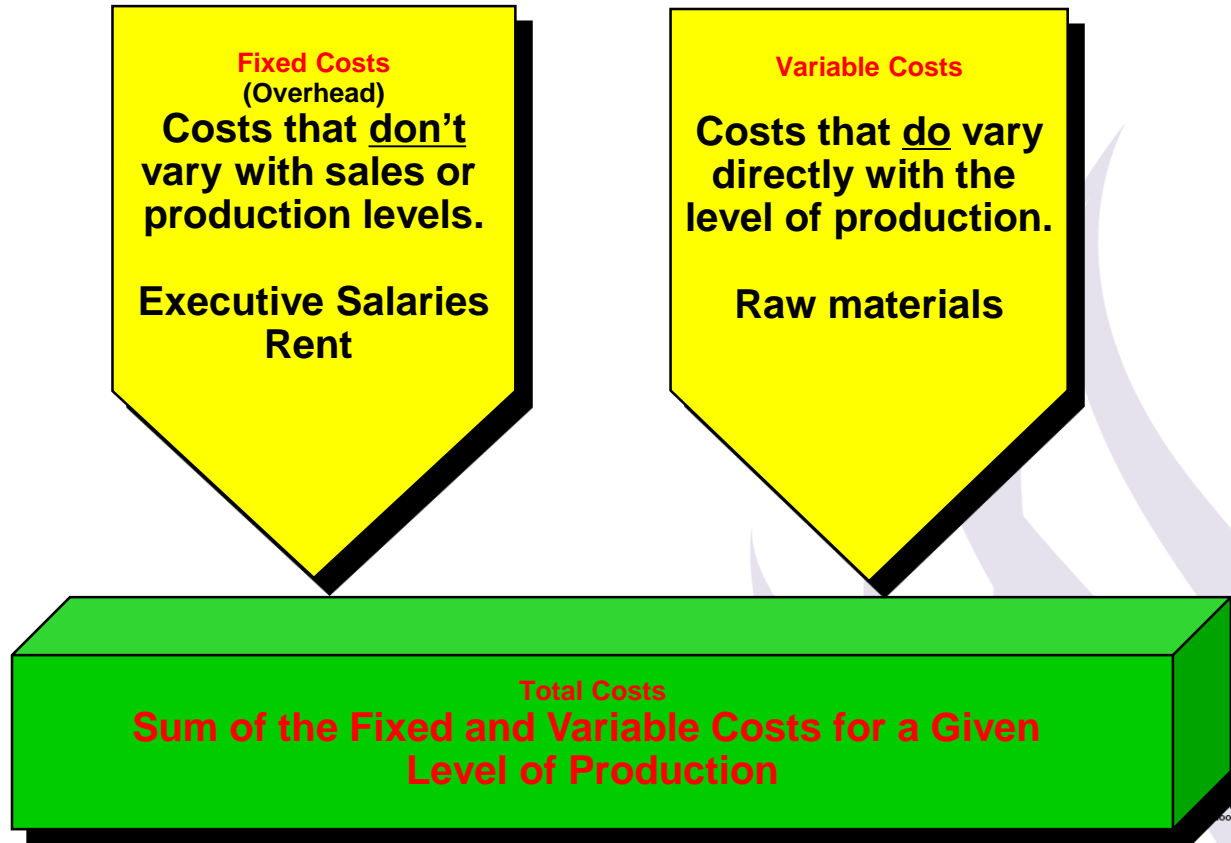 Fixed Costs
(Overhead)
Costs that don't
vary with sales or
production levels.
Executive Salaries
Rent
Variable Costs
Costs that do vary
directly with the
level of production.
Raw materials
Total Costs
Sum of the Fixed and Variable Costs for a Given
Level of Production